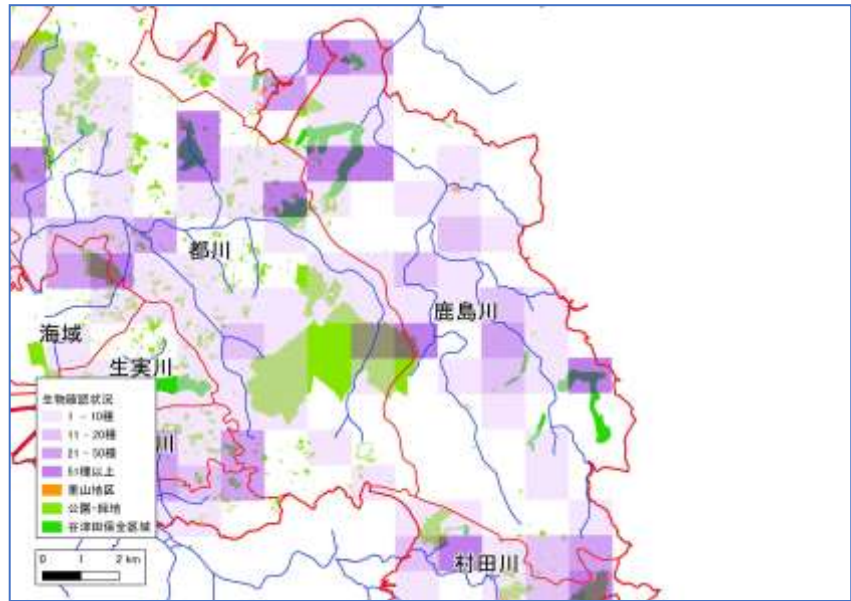 都川
鹿島川
海域
生実川
生物確認状況
1 - 10種
11 - 20種
21 - 50種
51種以上
里山地区
公園・緑地
谷津田保全区域
川
0 1 2 km
村田川